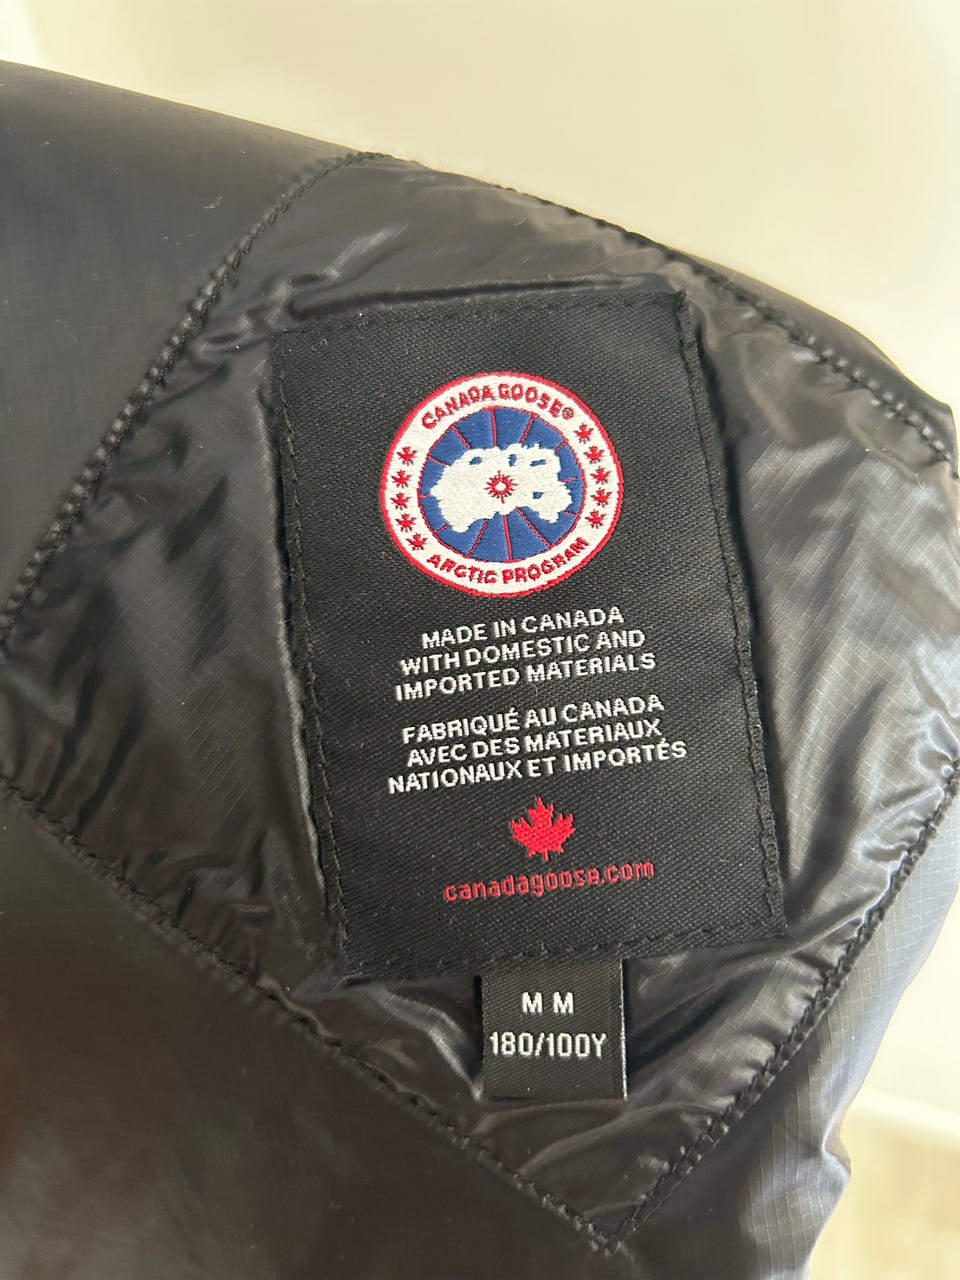 CANADA GOOSE®
ARCTIC PROGRAM
MADE IN CANADA
WITH DOMESTIC AND
IMPORTED MATERIALS
FABRIQUÉ AU CANADA
AVEC DES MATERIAUX
NATIONAUX ET IMPORTÉS
canadagoose.com
M M
180/100Y